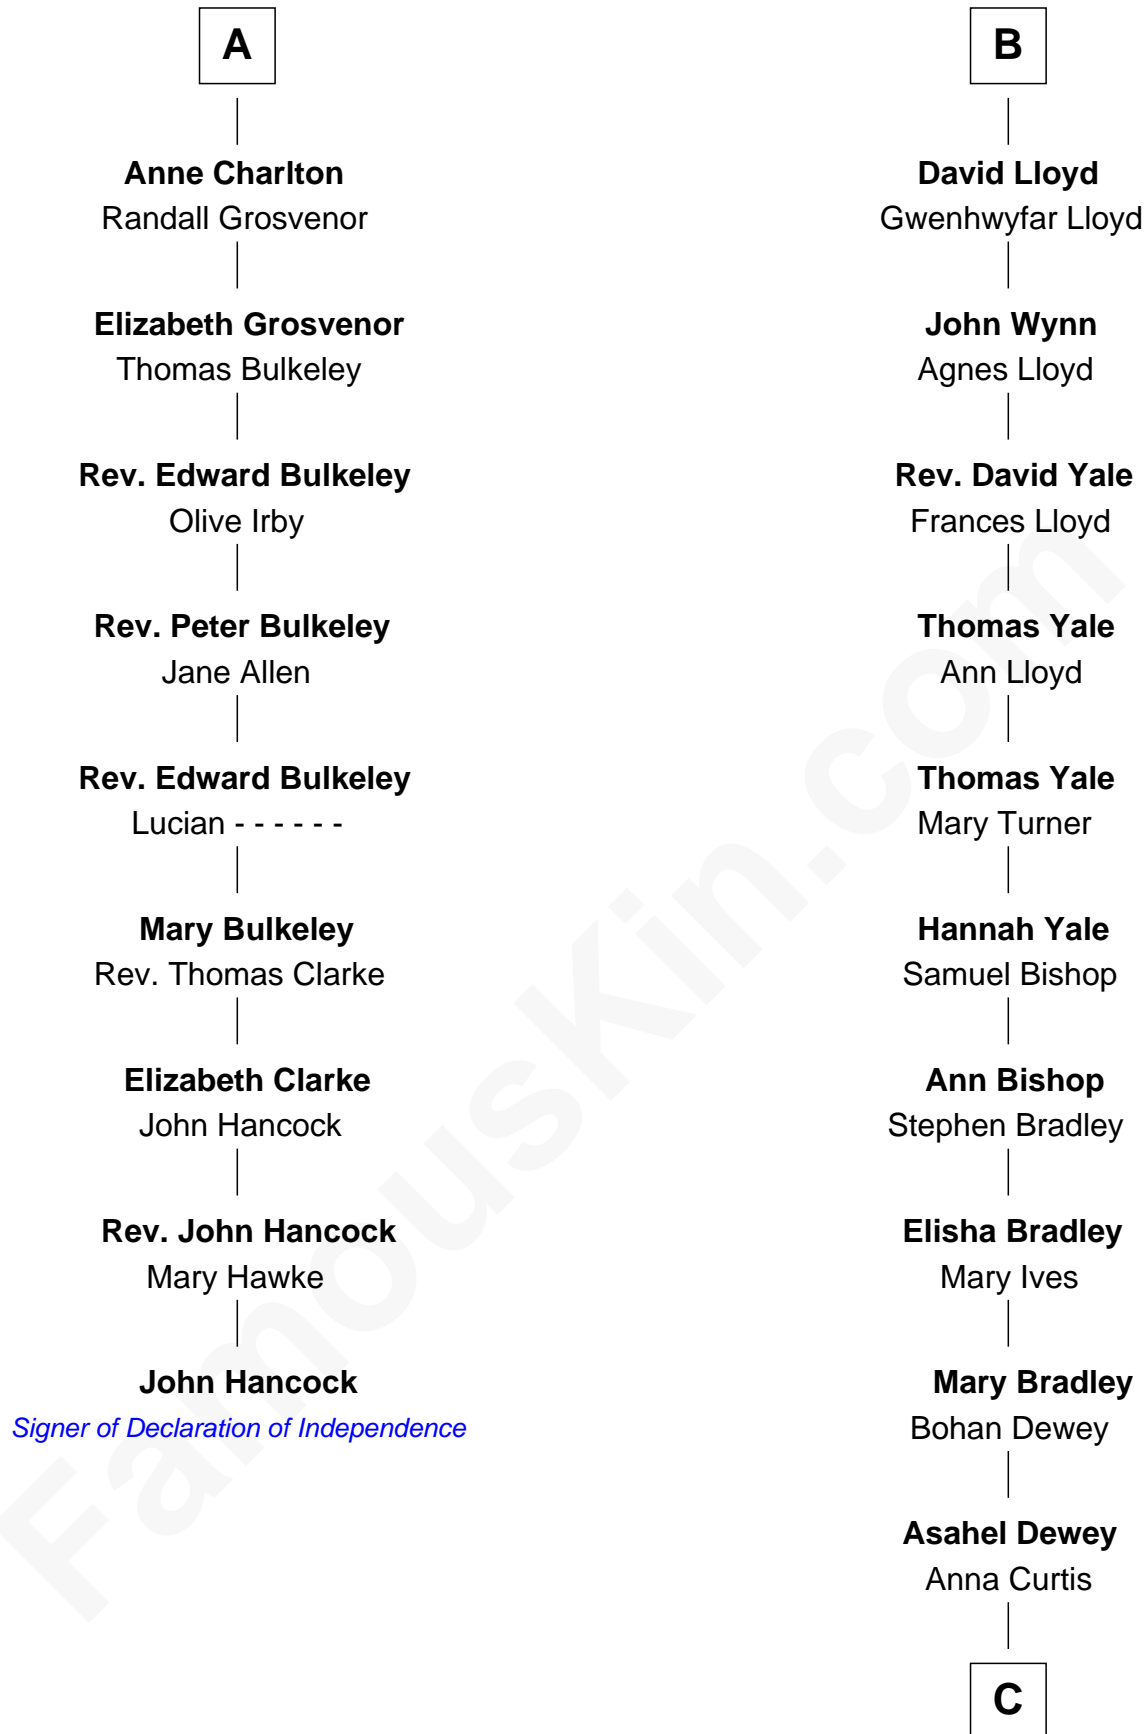 A
Anne Charlton
Randall Grosvenor
Elizabeth Grosvenor
Thomas Bulkeley
Rev. Edward Bulkeley
Olive Irby
Rev. Peter Bulkeley
Jane Allen
Rev. Edward Bulkeley
Lucian - - - - - -
Mary Bulkeley
Rev. Thomas Clarke
Elizabeth Clarke
John Hancock
Rev. John Hancock
Mary Hawke
John Hancock
Signer of Declaration of Independence
B
David Lloyd
Gwenhwyfar Lloyd
John Wynn
Agnes Lloyd
Rev. David Yale
Frances Lloyd
Thomas Yale
Ann Lloyd
Thomas Yale
Mary Turner
Hannah Yale
Samuel Bishop
Ann Bishop
Stephen Bradley
Elisha Bradley
Mary Ives
Mary Bradley
Bohan Dewey
Asahel Dewey
Anna Curtis
C
FamousKin.com